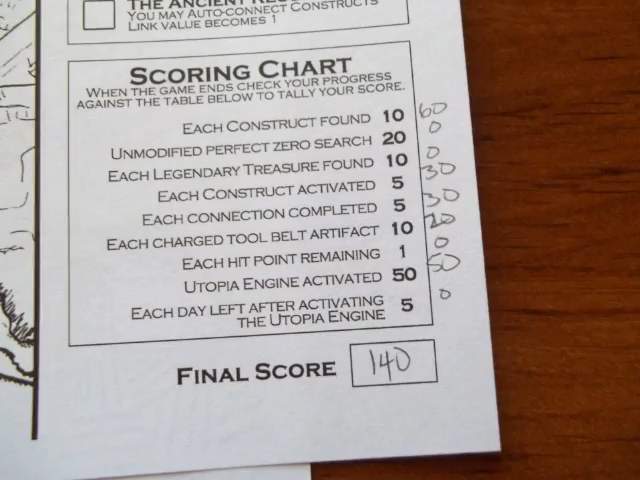 THE ANCIENT
YOU MAY AUTO-CONNECT CONSTRUCTS
LINK VALUE BECOMES 1
SCORING CHART
WHEN THE GAME ENDS CHECK YOUR PROGRESS
AGAINST THE TABLE BELOW TO TALLY YOUR SCORE.
EACH CONSTRUCT FOUND 10 60
UNMODIFIED PERFECT ZERO SEARCH 20 0
EACH LEGENDARY TREASURE FOUND 10 0
EACH CONSTRUCT ACTIVATED 5 30
EACH CONNECTION COMPLETED 5 30
EACH CHARGED TOOL BELT ARTIFACT 10 20
EACH HIT POINT REMAINING 1 0
UTOPIA ENGINE ACTIVATED 50 50
EACH DAY LEFT AFTER ACTIVATING
THE UTOPIA ENGINE 5 0
FINAL SCORE 140